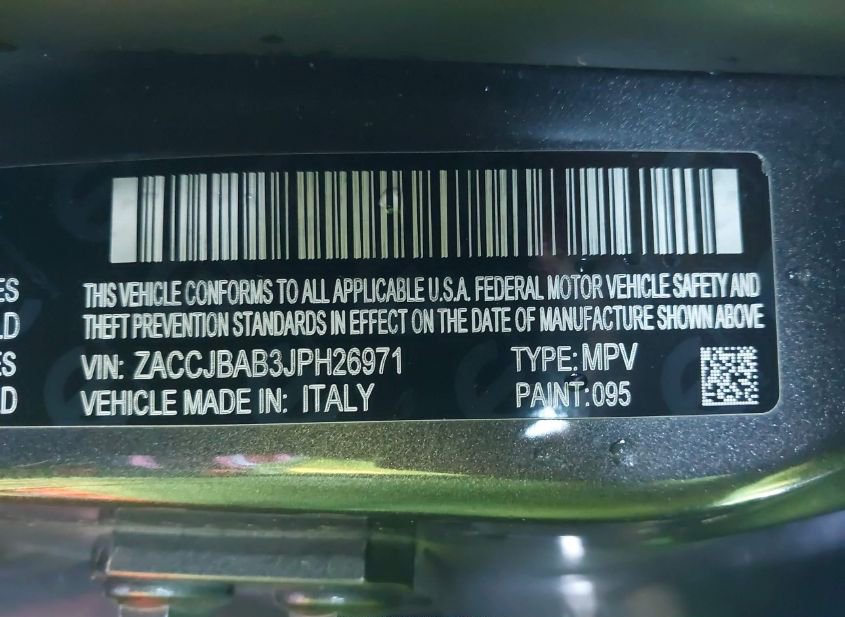 THIS VEHICLE CONFORMS TO ALL APPLICABLE U.S.A. FEDERAL MOTOR VEHICLE SAFETY AND
THEFT PREVENTION STANDARDS IN EFFECT ON THE DATE OF MANUFACTURE SHOWN ABOVE
VIN: ZACCJBAB3JPH26971 TYPE: MPV
VEHICLE MADE IN: ITALY PAINT: 095